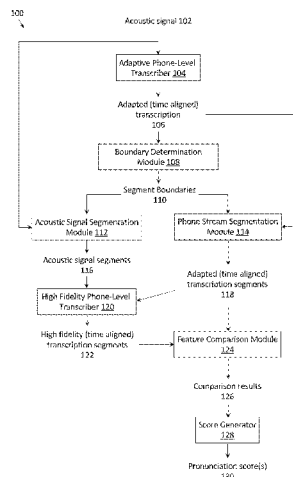 100
Acoustic signal 102
Adaptive Phone-Level
Transcriber 104
Adapted (time aligned)
transcription
106
Boundary Determination
Module 108
Segment Boundaries
110
Acoustic Signal Segmentation
Module 112
Phone Stream Segmentation
Module 114
Acoustic signal segments
116
Adapted (time aligned)
transcription segments
118
High Fidelity Phone-Level
Transcriber 120
High fidelity (time aligned)
transcription segments
122
Feature Comparison Module
124
Comparison results
126
Score Generator
128
Pronunciation score(s)
130